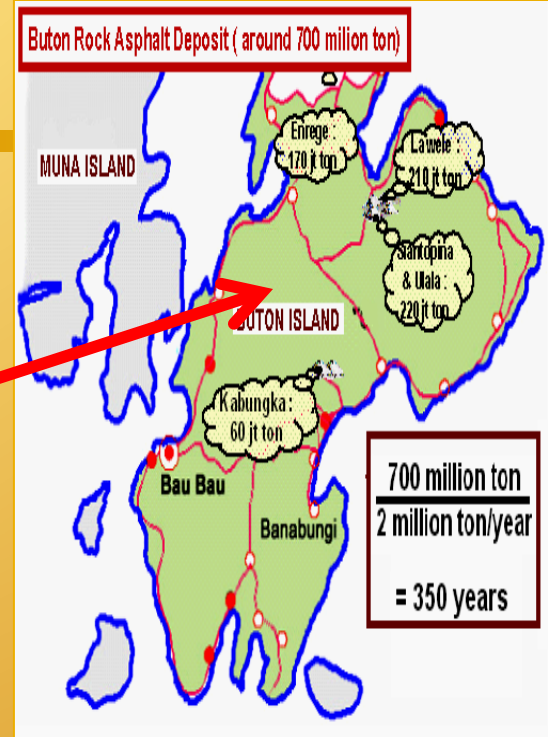 Buton Rock Asphalt Deposit ( around 700 milion ton)
MUNA ISLAND
Enrege :
170 jt ton
Lawele :
210 jt ton
Siantopina
& Ulala :
220 jt ton
BUTON ISLAND
Kabungka :
60 jt ton
Bau Bau
Banabungi
700 million ton
2 million ton/year
= 350 years